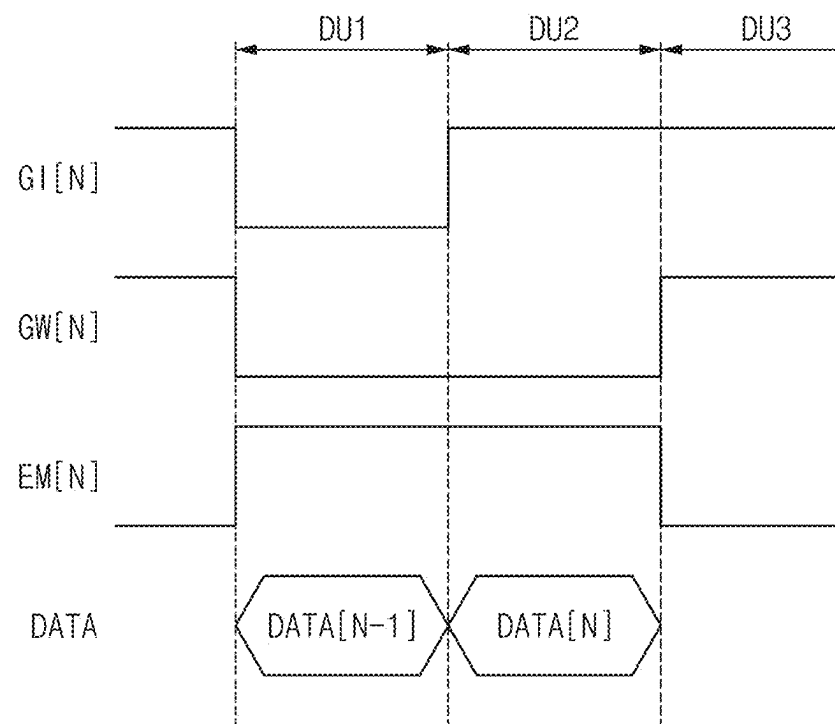 DU1 DU2 DU3
GI[N]
GW[N]
EM[N]
DATA DATA[N-1] DATA[N]